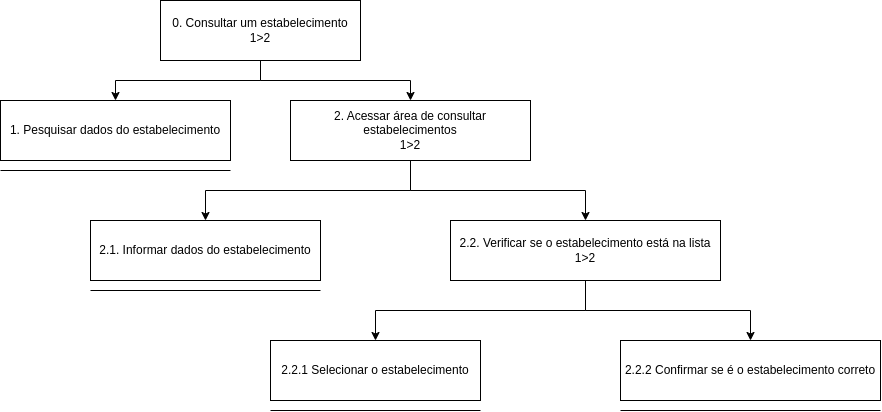 0. Consultar um estabelecimento
1>2
1. Pesquisar dados do estabelecimento
2. Acessar área de consultar
estabelecimentos
1>2
2.1. Informar dados do estabelecimento
2.2. Verificar se o estabelecimento está na lista
1>2
2.2.1 Selecionar o estabelecimento
2.2.2 Confirmar se é o estabelecimento correto